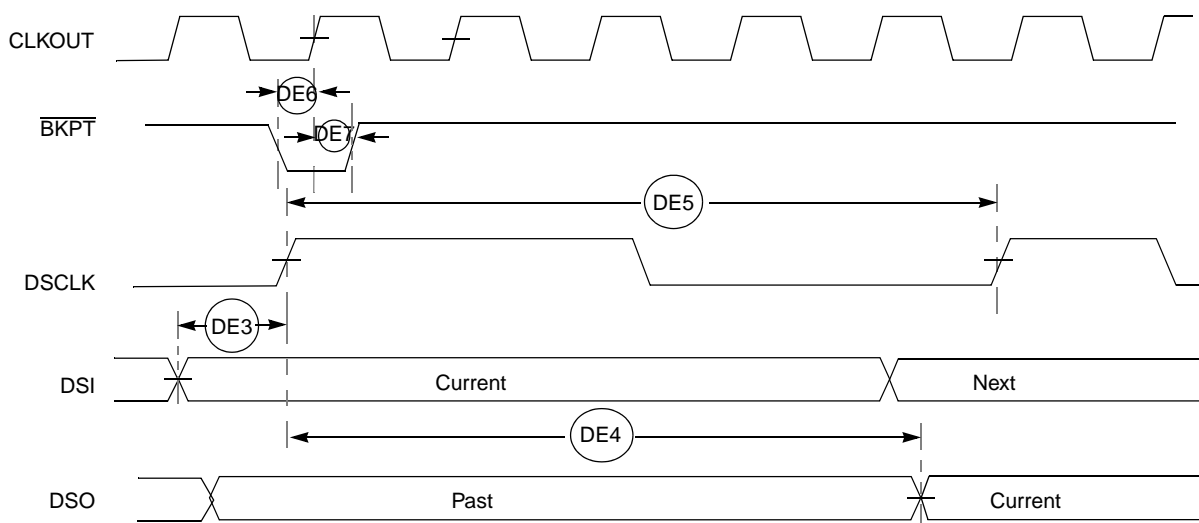 CLKOUT
DE6
BKPT
DE7
DE5
DSCLK
DE3
DSI
Current
Next
DE4
DSO
Past
Current